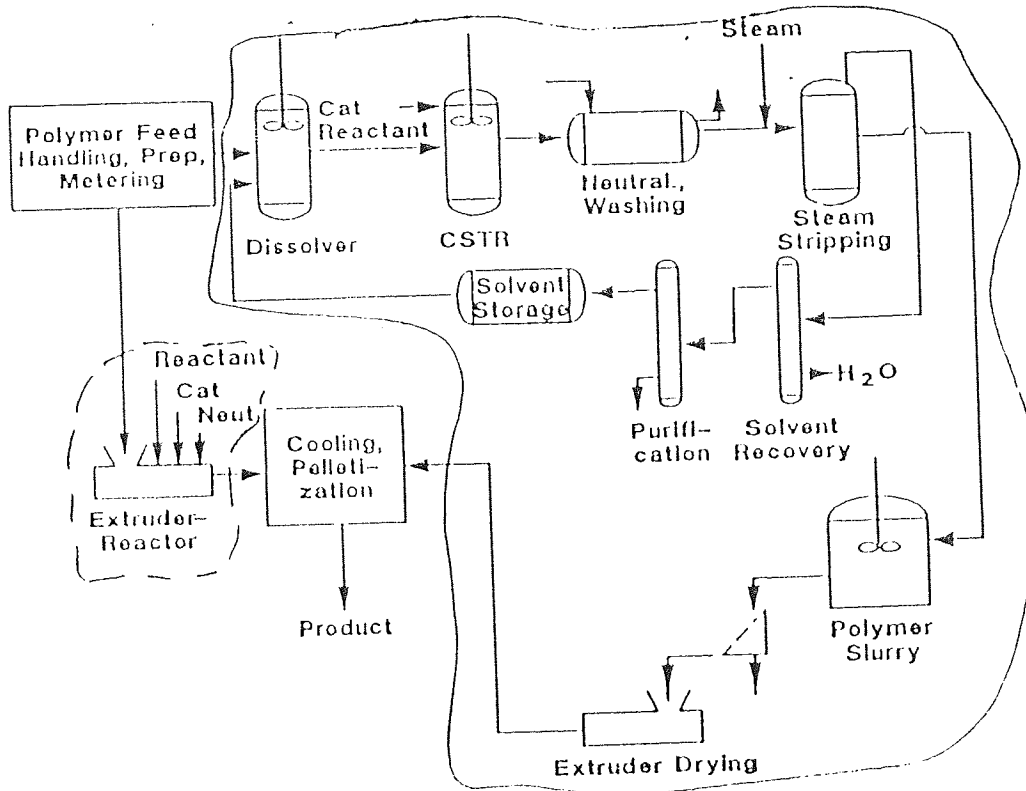 Steam
Cat
Reactant
Polymer Feed
Handling, Prep,
Metering
Neutral.,
Washing
Dissolver
CSTR
Steam
Stripping
Solvent
Storage
Reactant
Cat
Neut
H₂O
Purifi-
cation
Solvent
Recovery
Cooling,
Pelleti-
zation
Extruder-
Reactor
Product
Polymer
Slurry
Extruder Drying